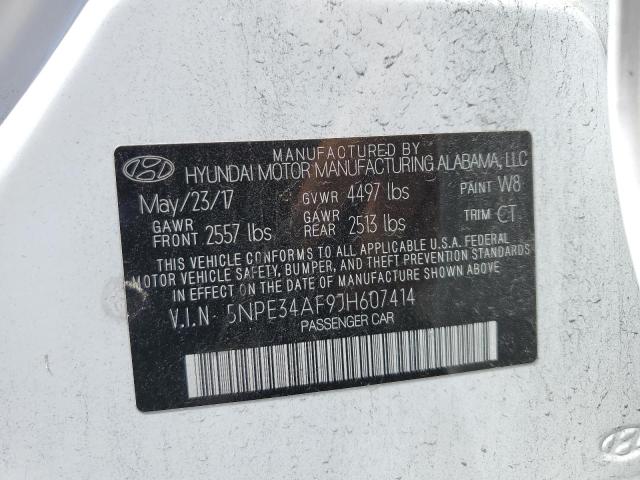 MANUFACTURED BY
HYUNDAI MOTOR MANUFACTURING ALABAMA, LLC
May/23/17 GVWR 4497 lbs PAINT W8
GAWR FRONT 2557 lbs GAWR REAR 2513 lbs TRIM CT
THIS VEHICLE CONFORMS TO ALL APPLICABLE U.S.A. FEDERAL
MOTOR VEHICLE SAFETY, BUMPER, AND THEFT PREVENTION
STANDARDS IN EFFECT ON THE DATE OF MANUFACTURE SHOWN ABOVE
V.I.N: 5NPE34AF9JH607414
PASSENGER CAR